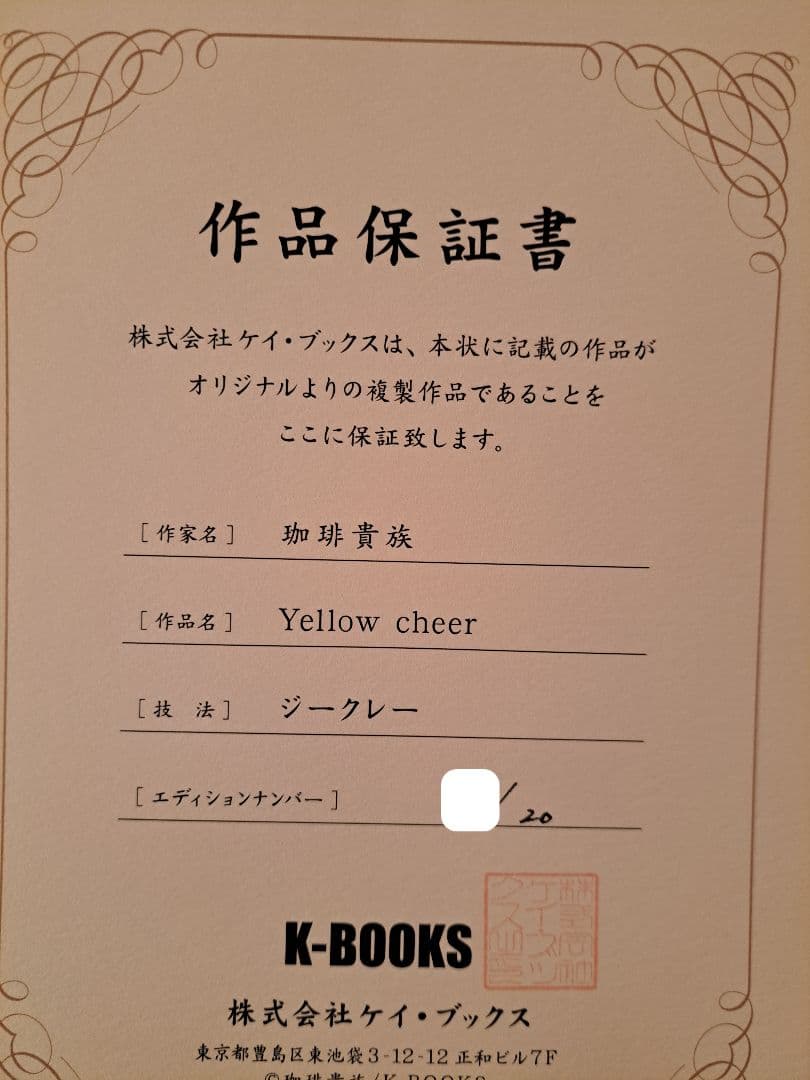 作品保証書
株式会社ケイ・ブックスは、本状に記載の作品が
オリジナルよりの複製作品であることを
ここに保証致します。
[作家名] 珈琲貴族
[作品名] Yellow cheer
[技 法] ジークレー
[エディションナンバー] /20
K-BOOKS
株式会社ケイ・ブックス
東京都豊島区東池袋3-12-12 正和ビル7F
©珈琲貴族/K-BOOKS